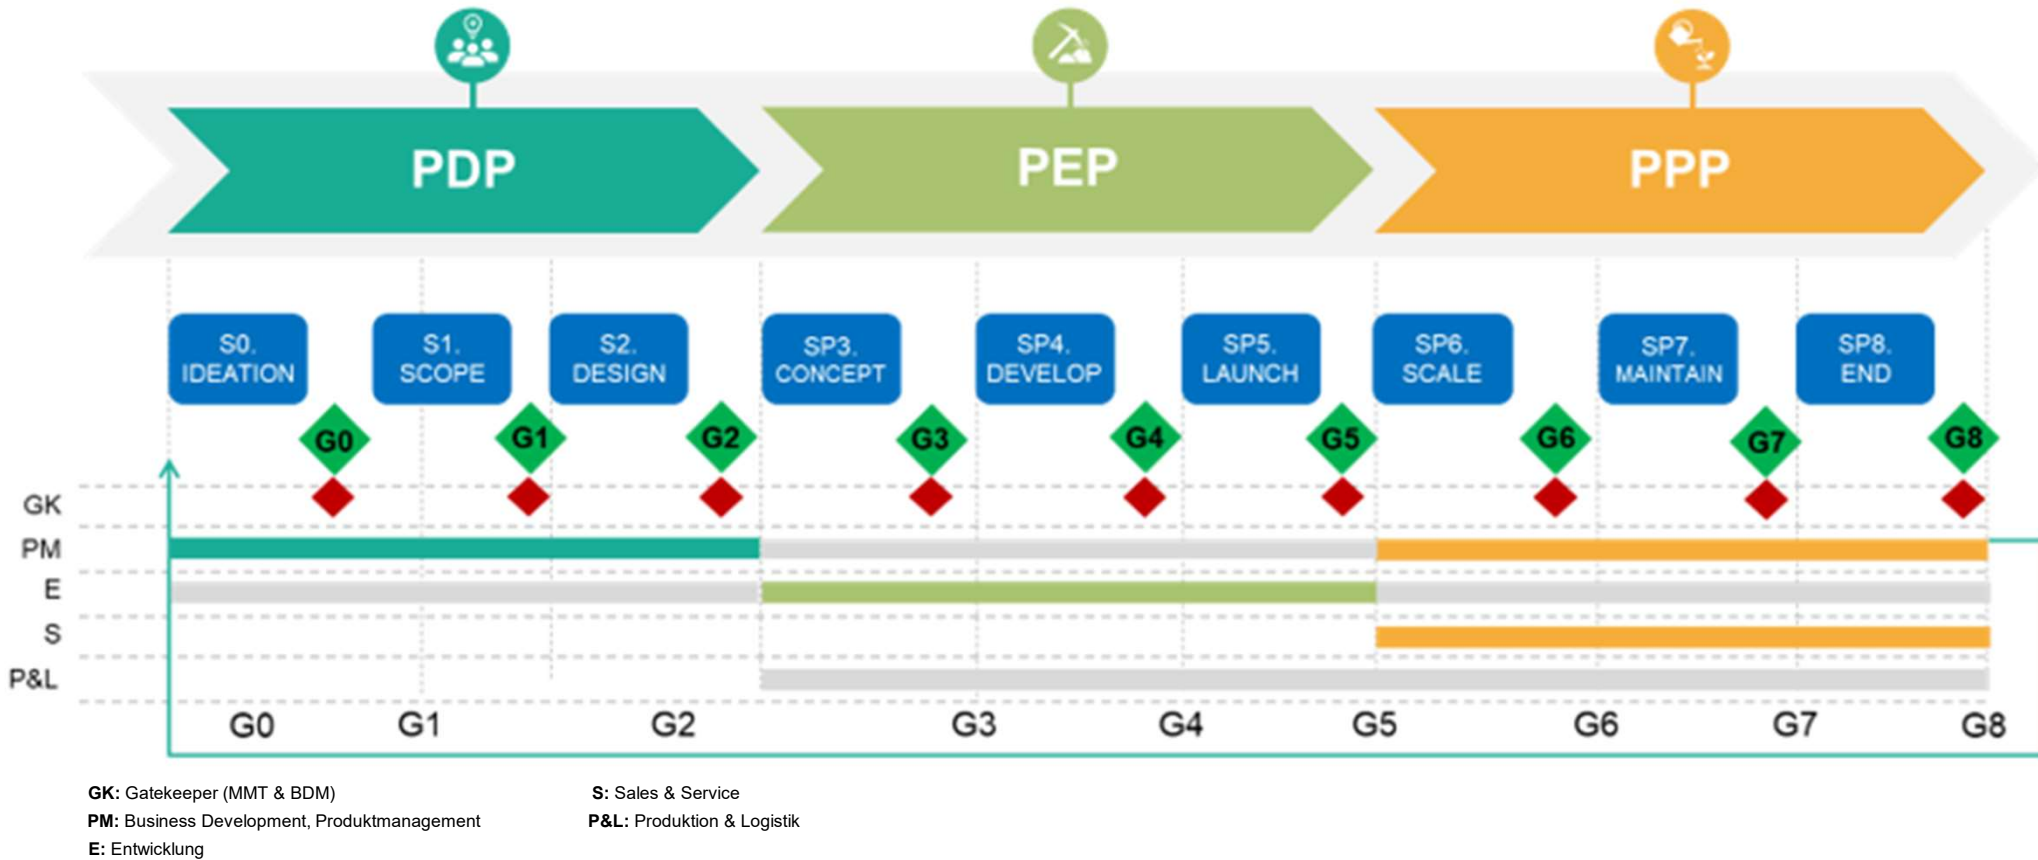 PDP
PEP
PPP
S0.
IDEATION
S1.
SCOPE
S2.
DESIGN
SP3.
CONCEPT
SP4.
DEVELOP
SP5.
LAUNCH
SP6.
SCALE
SP7.
MAINTAIN
SP8.
END
G0
G1
G2
G3
G4
G5
G6
G7
G8
GK
PM
E
S
P&L
G0
G1
G2
G3
G4
G5
G6
G7
G8
GK: Gatekeeper (MMT & BDM)
PM: Business Development, Produktmanagement
E: Entwicklung
S: Sales & Service
P&L: Produktion & Logistik